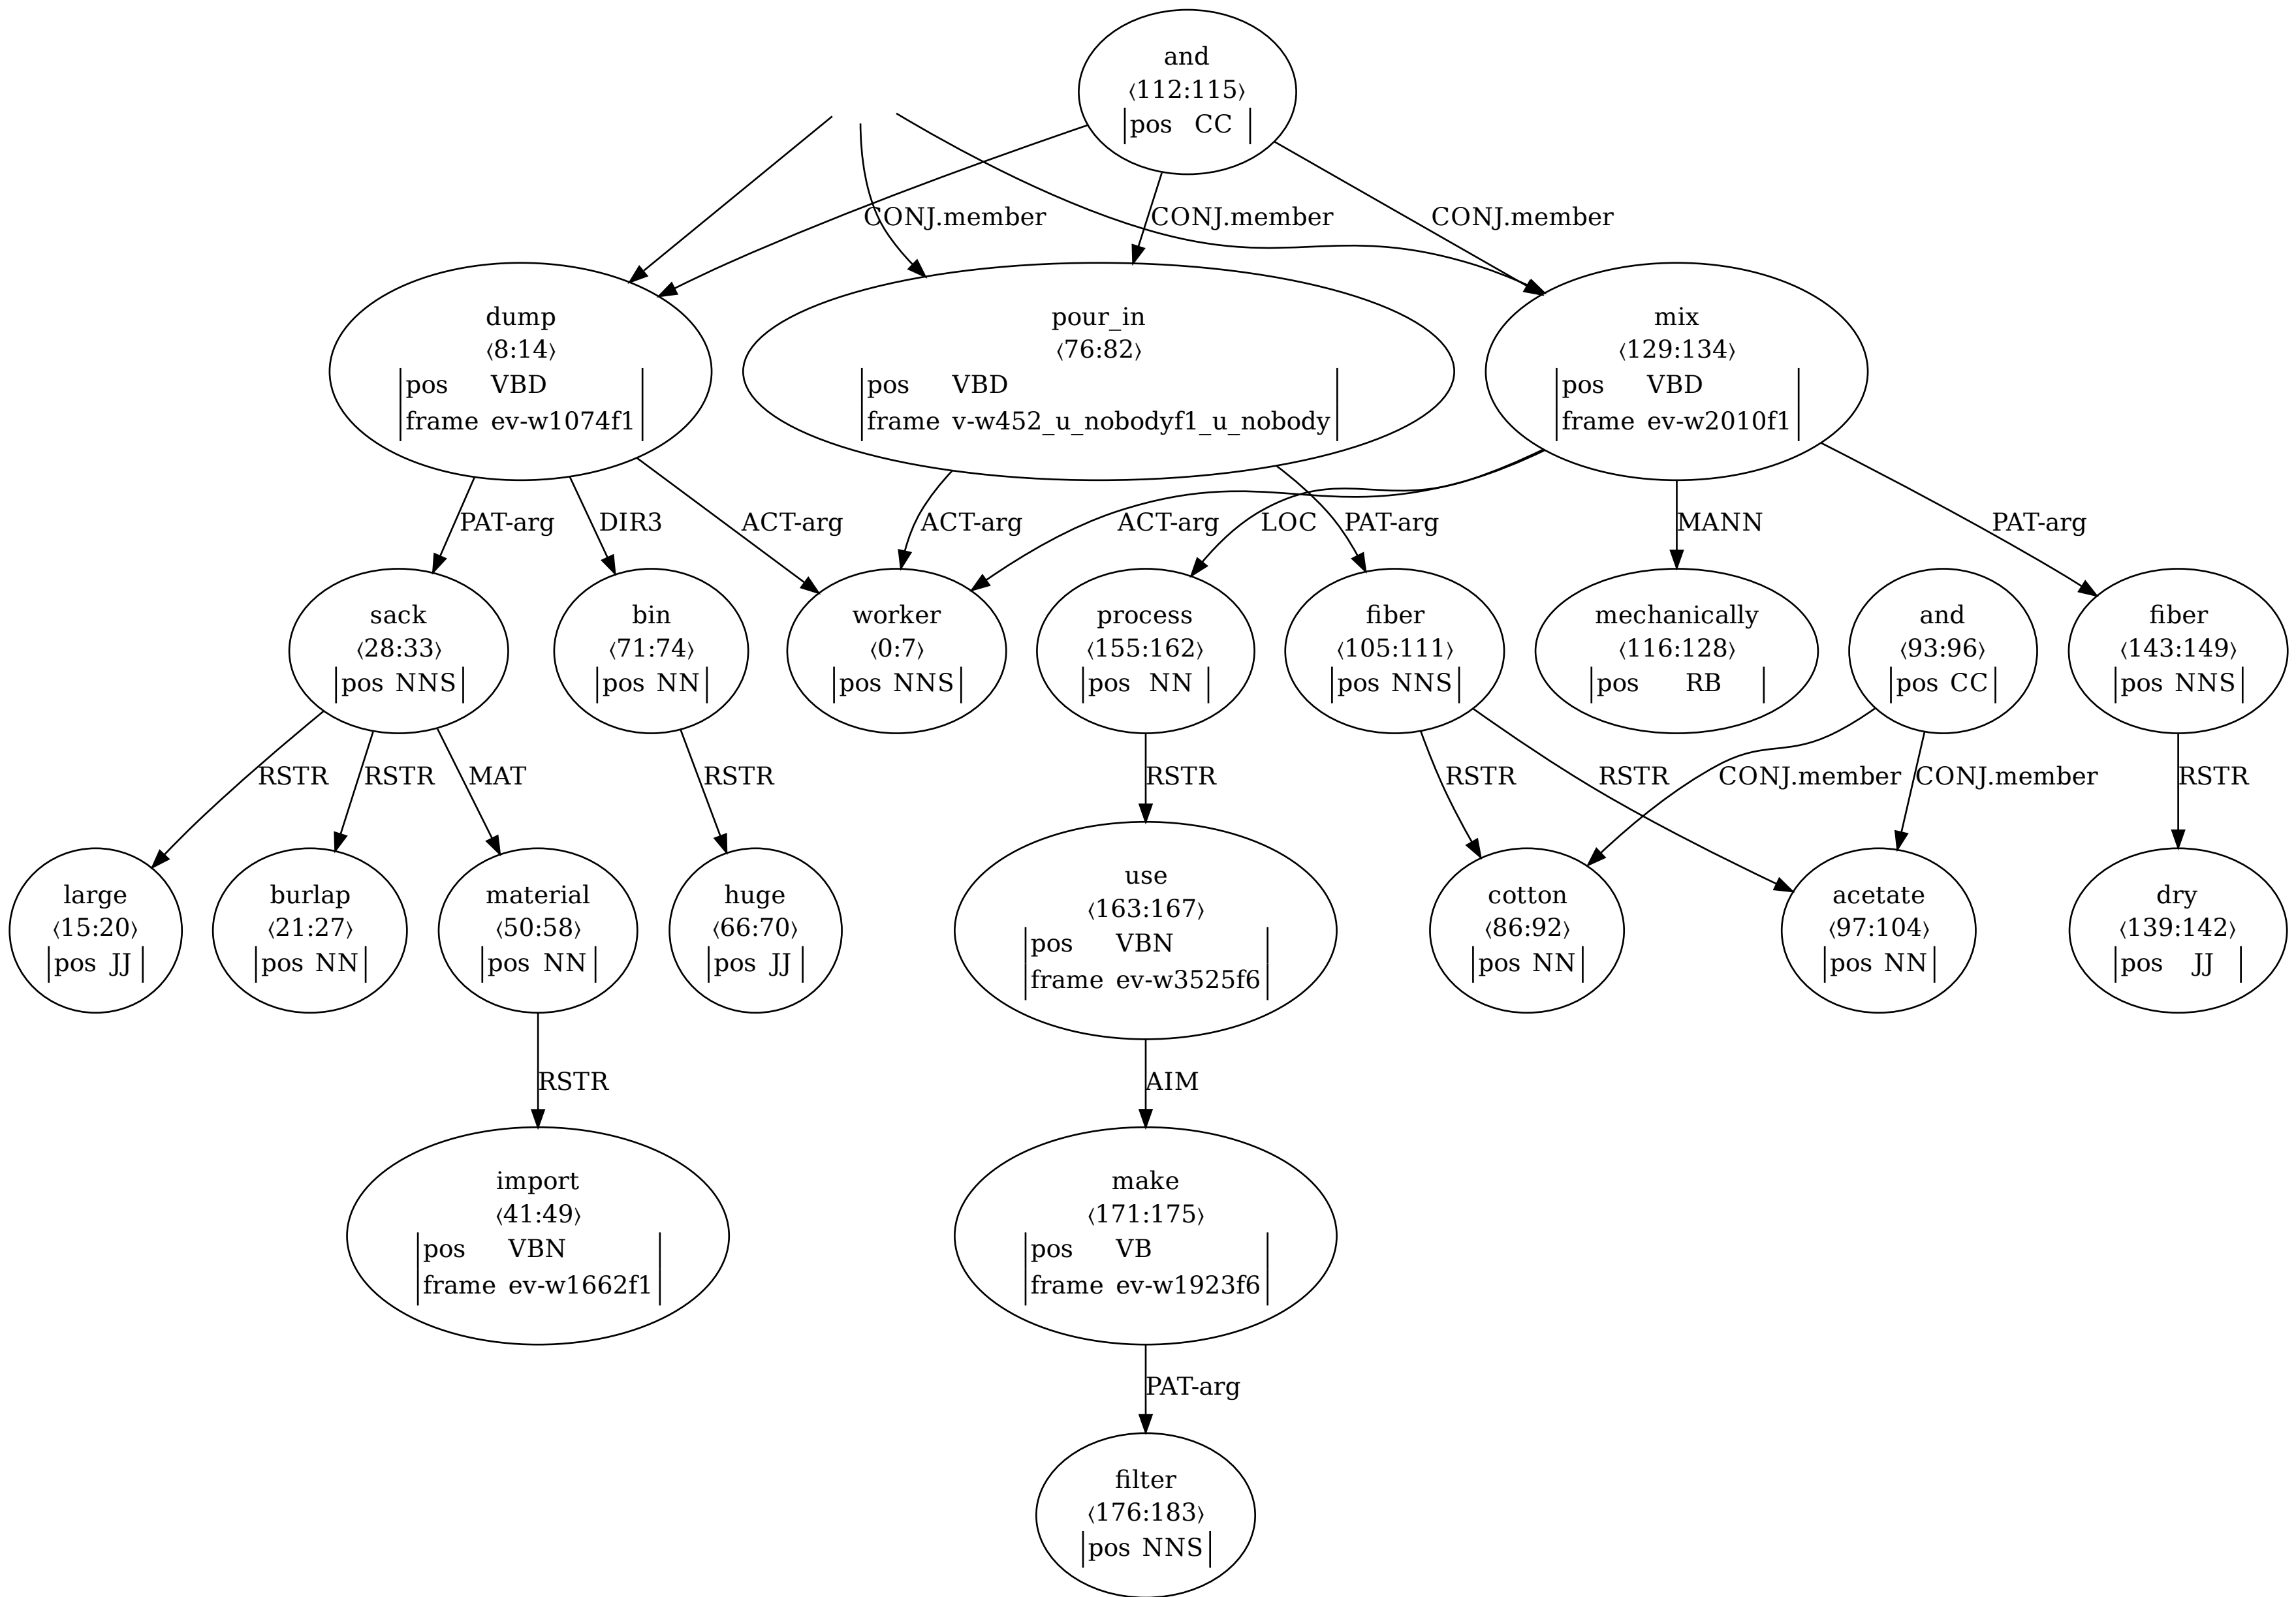 and
⟨112:115⟩
pos CC
CONJ.member
CONJ.member
CONJ.member
dump
⟨8:14⟩
pos VBD
frame ev-w1074f1
pour_in
⟨76:82⟩
pos VBD
frame v-w452_u_nobodyf1_u_nobody
mix
⟨129:134⟩
pos VBD
frame ev-w2010f1
PAT-arg
DIR3
ACT-arg
ACT-arg
ACT-arg
LOC
PAT-arg
MANN
PAT-arg
sack
⟨28:33⟩
pos NNS
bin
⟨71:74⟩
pos NN
worker
⟨0:7⟩
pos NNS
process
⟨155:162⟩
pos NN
fiber
⟨105:111⟩
pos NNS
mechanically
⟨116:128⟩
pos RB
and
⟨93:96⟩
pos CC
fiber
⟨143:149⟩
pos NNS
RSTR
RSTR
MAT
RSTR
RSTR
RSTR
RSTR
CONJ.member
CONJ.member
RSTR
large
⟨15:20⟩
pos JJ
burlap
⟨21:27⟩
pos NN
material
⟨50:58⟩
pos NN
huge
⟨66:70⟩
pos JJ
use
⟨163:167⟩
pos VBN
frame ev-w3525f6
cotton
⟨86:92⟩
pos NN
acetate
⟨97:104⟩
pos NN
dry
⟨139:142⟩
pos JJ
RSTR
AIM
import
⟨41:49⟩
pos VBN
frame ev-w1662f1
make
⟨171:175⟩
pos VB
frame ev-w1923f6
PAT-arg
filter
⟨176:183⟩
pos NNS